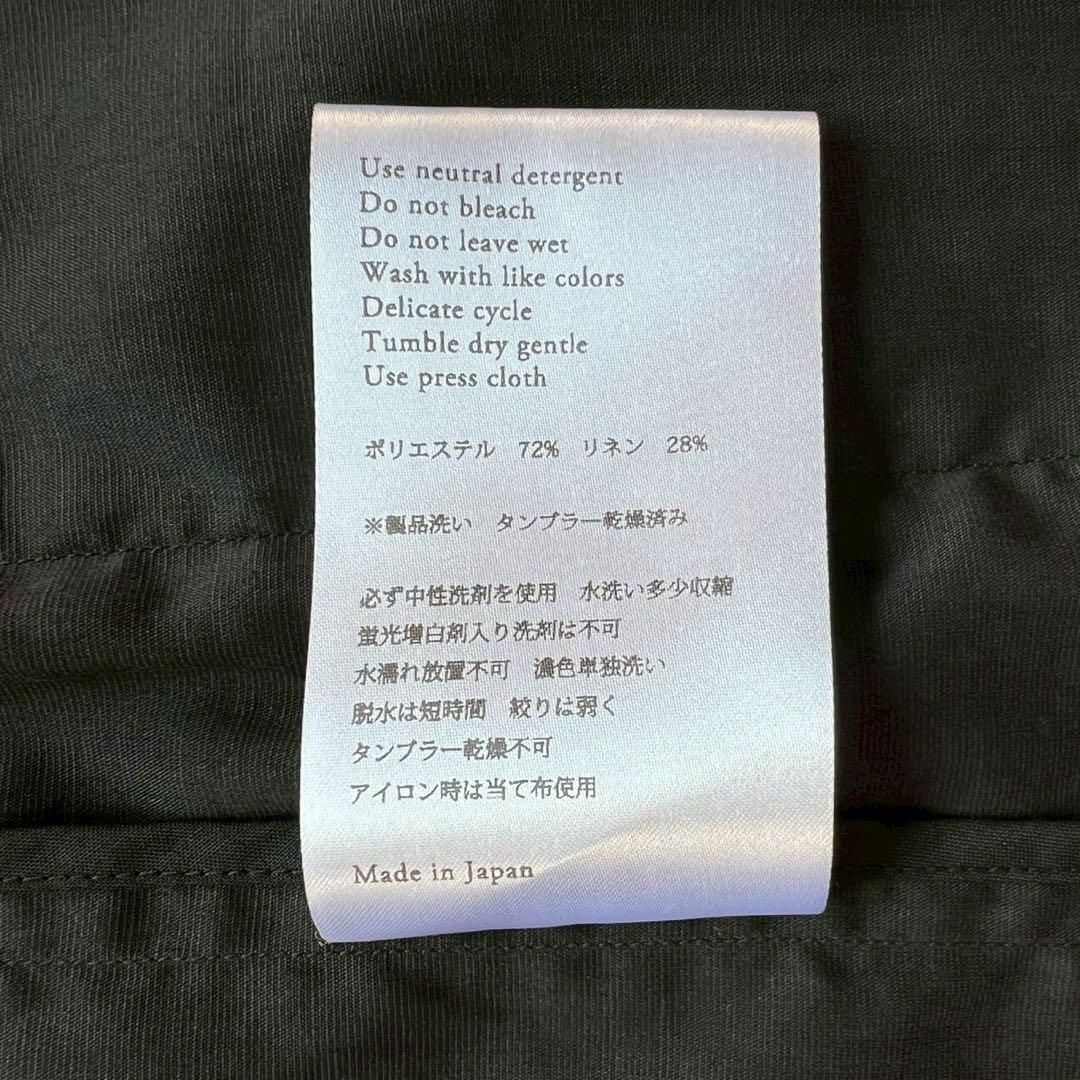 Use neutral detergent
Do not bleach
Do not leave wet
Wash with like colors
Delicate cycle
Tumble dry gentle
Use press cloth
ポリエステル　72%　リネン　28%
※製品洗い　タンブラー乾燥済み
必ず中性洗剤を使用　水洗い多少収縮
蛍光増白剤入り洗剤は不可
水濡れ放置不可　濃色単独洗い
脱水は短時間　絞りは弱く
タンブラー乾燥不可
アイロン時は当て布使用
Made in Japan